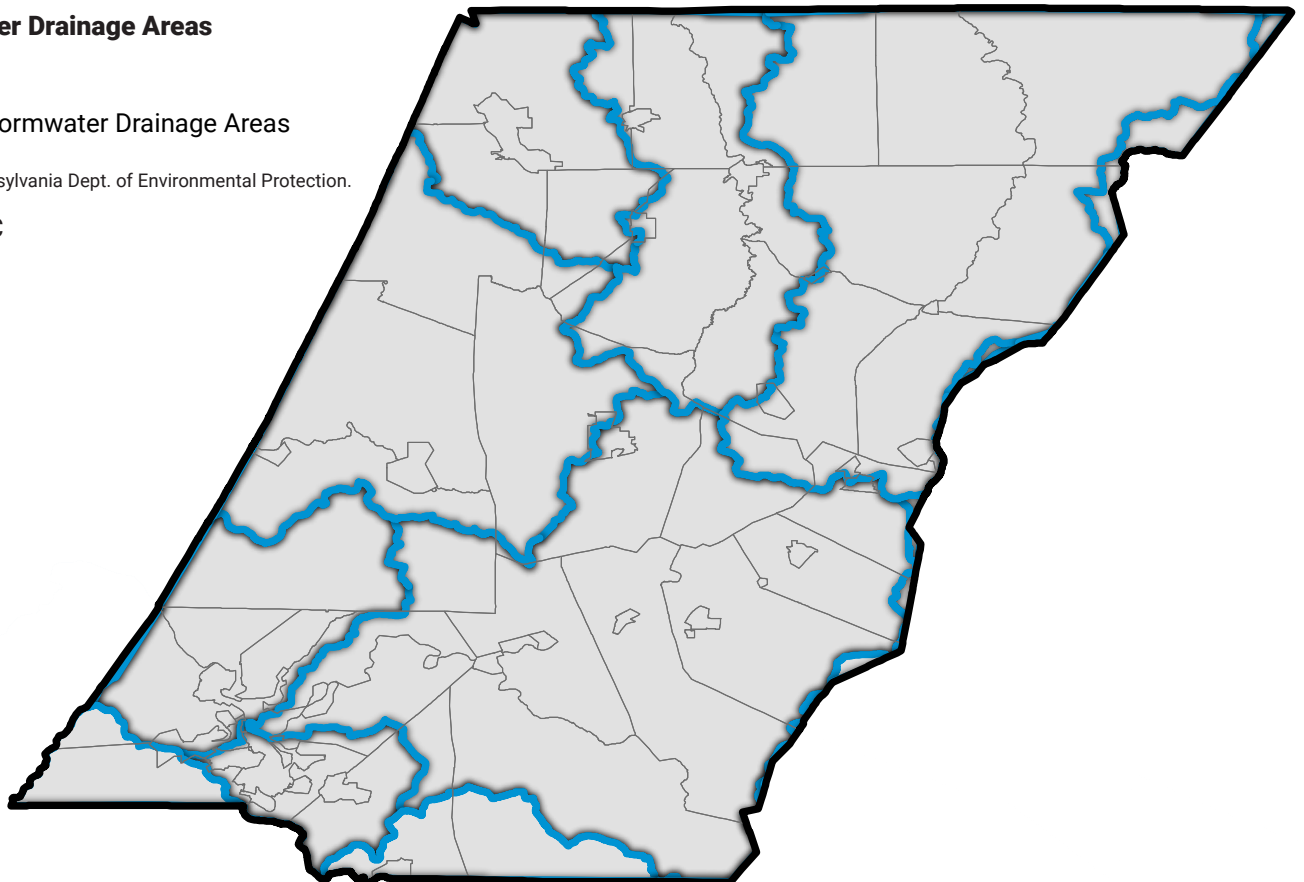 er Drainage Areas
ormwater Drainage Areas
sylvania Dept. of Environmental Protection.